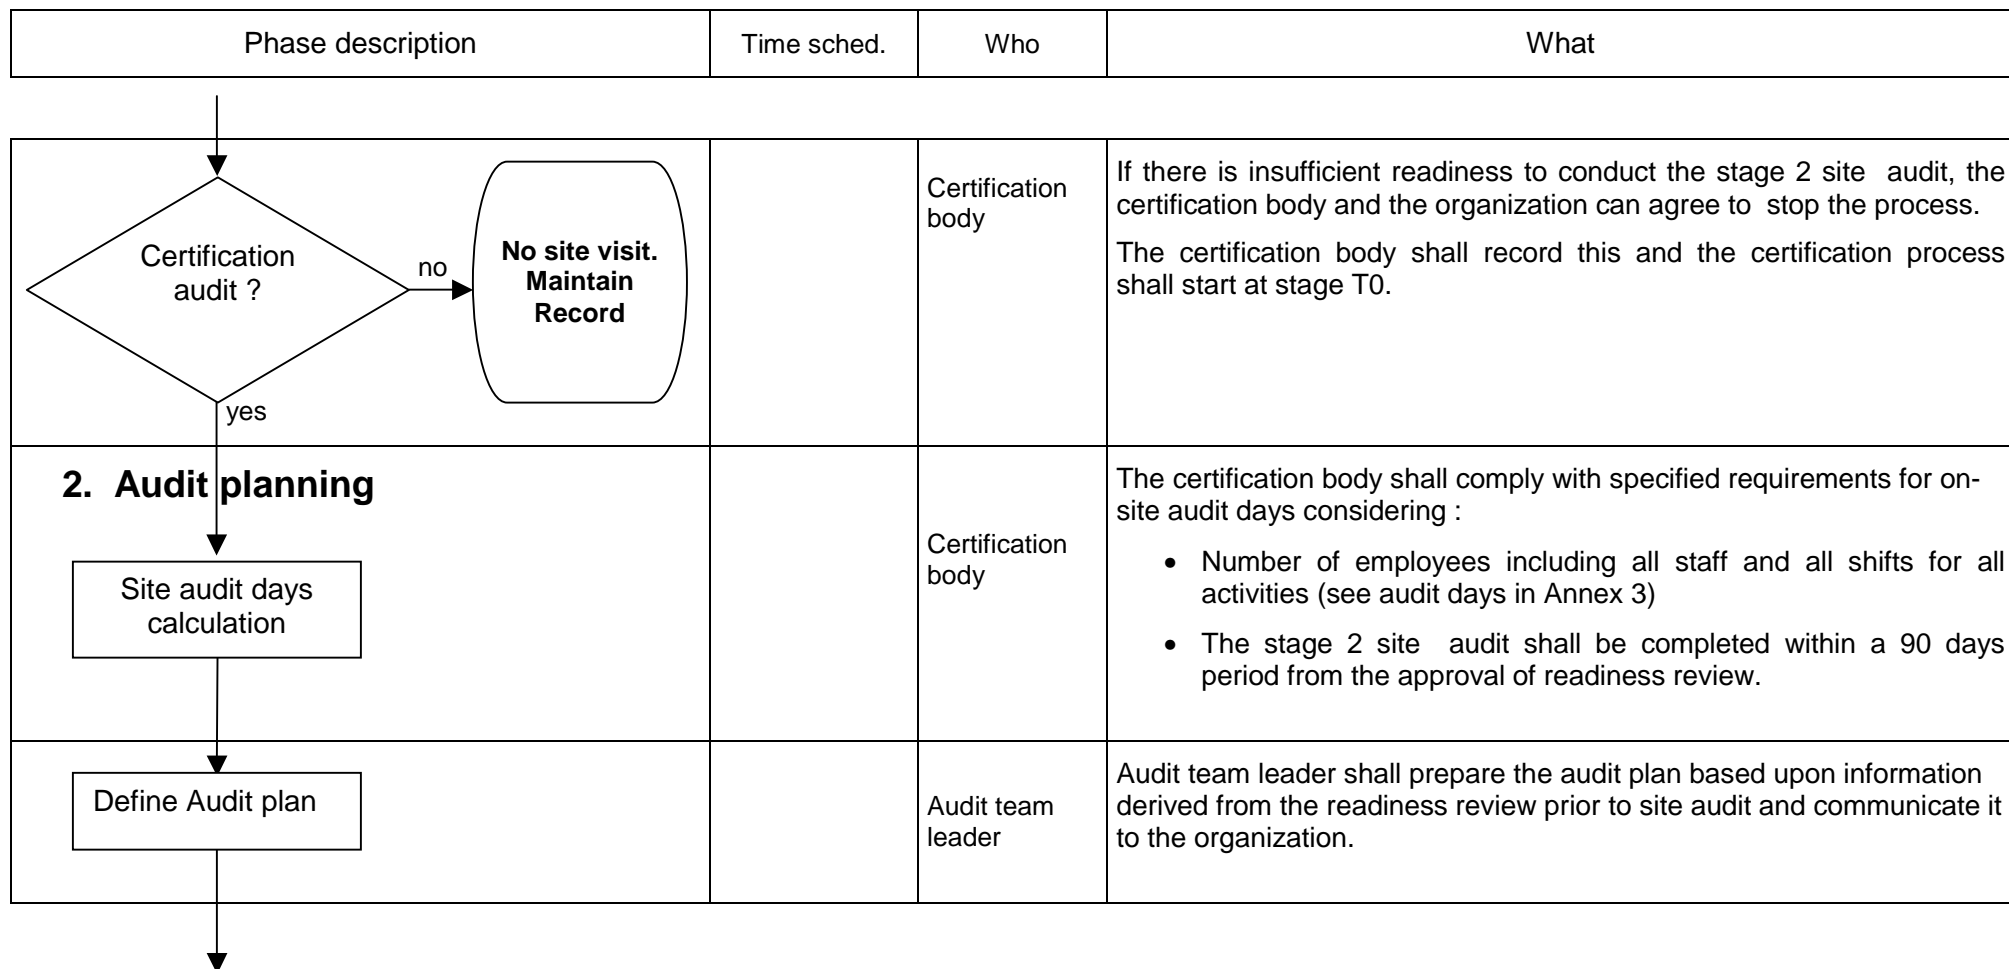 Phase description
Time sched.
Who
What
Certification
audit ?
no
yes
No site visit.
Maintain
Record
Certification
body
If there is insufficient readiness to conduct the stage 2 site audit, the
certification body and the organization can agree to stop the process.
The certification body shall record this and the certification process
shall start at stage T0.
2. Audit planning
Site audit days
calculation
Certification
body
The certification body shall comply with specified requirements for on-
site audit days considering :
• Number of employees including all staff and all shifts for all
activities (see audit days in Annex 3)
• The stage 2 site audit shall be completed within a 90 days
period from the approval of readiness review.
Define Audit plan
Audit team
leader
Audit team leader shall prepare the audit plan based upon information
derived from the readiness review prior to site audit and communicate it
to the organization.